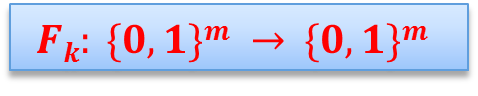 F_k: {0,1}^m → {0,1}^m